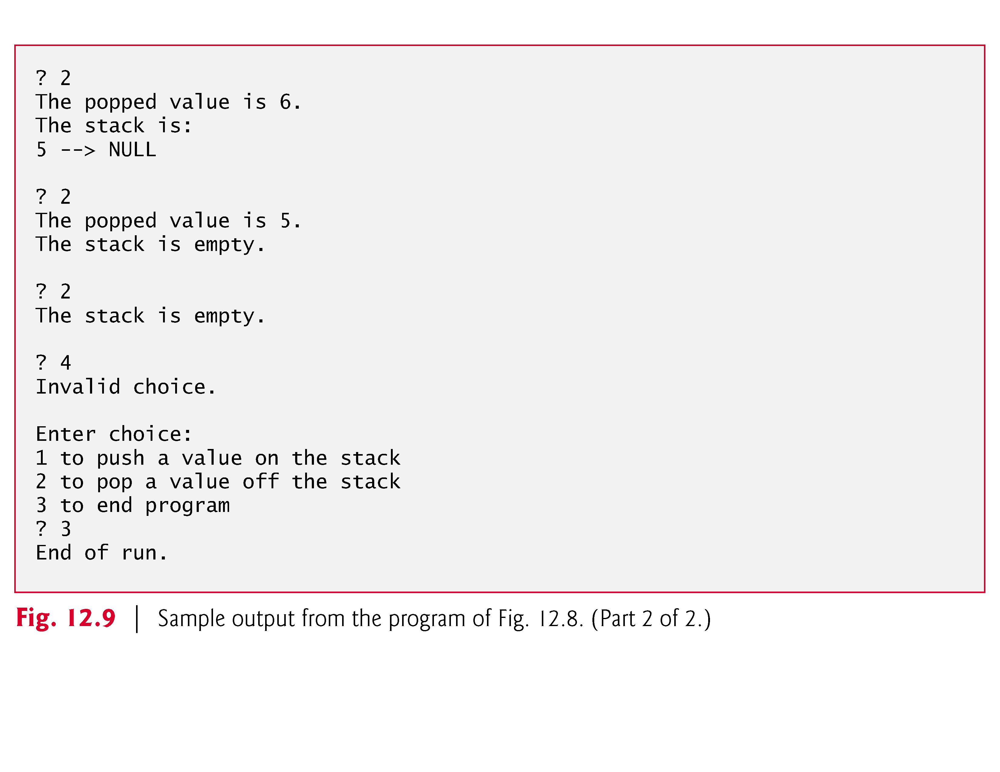 ? 2
The popped value is 6.
The stack is:
5 --> NULL
? 2
The popped value is 5.
The stack is empty.
? 2
The stack is empty.
? 4
Invalid choice.
Enter choice:
1 to push a value on the stack
2 to pop a value off the stack
3 to end program
? 3
End of run.
Fig. 12.9 | Sample output from the program of Fig. 12.8. (Part 2 of 2.)